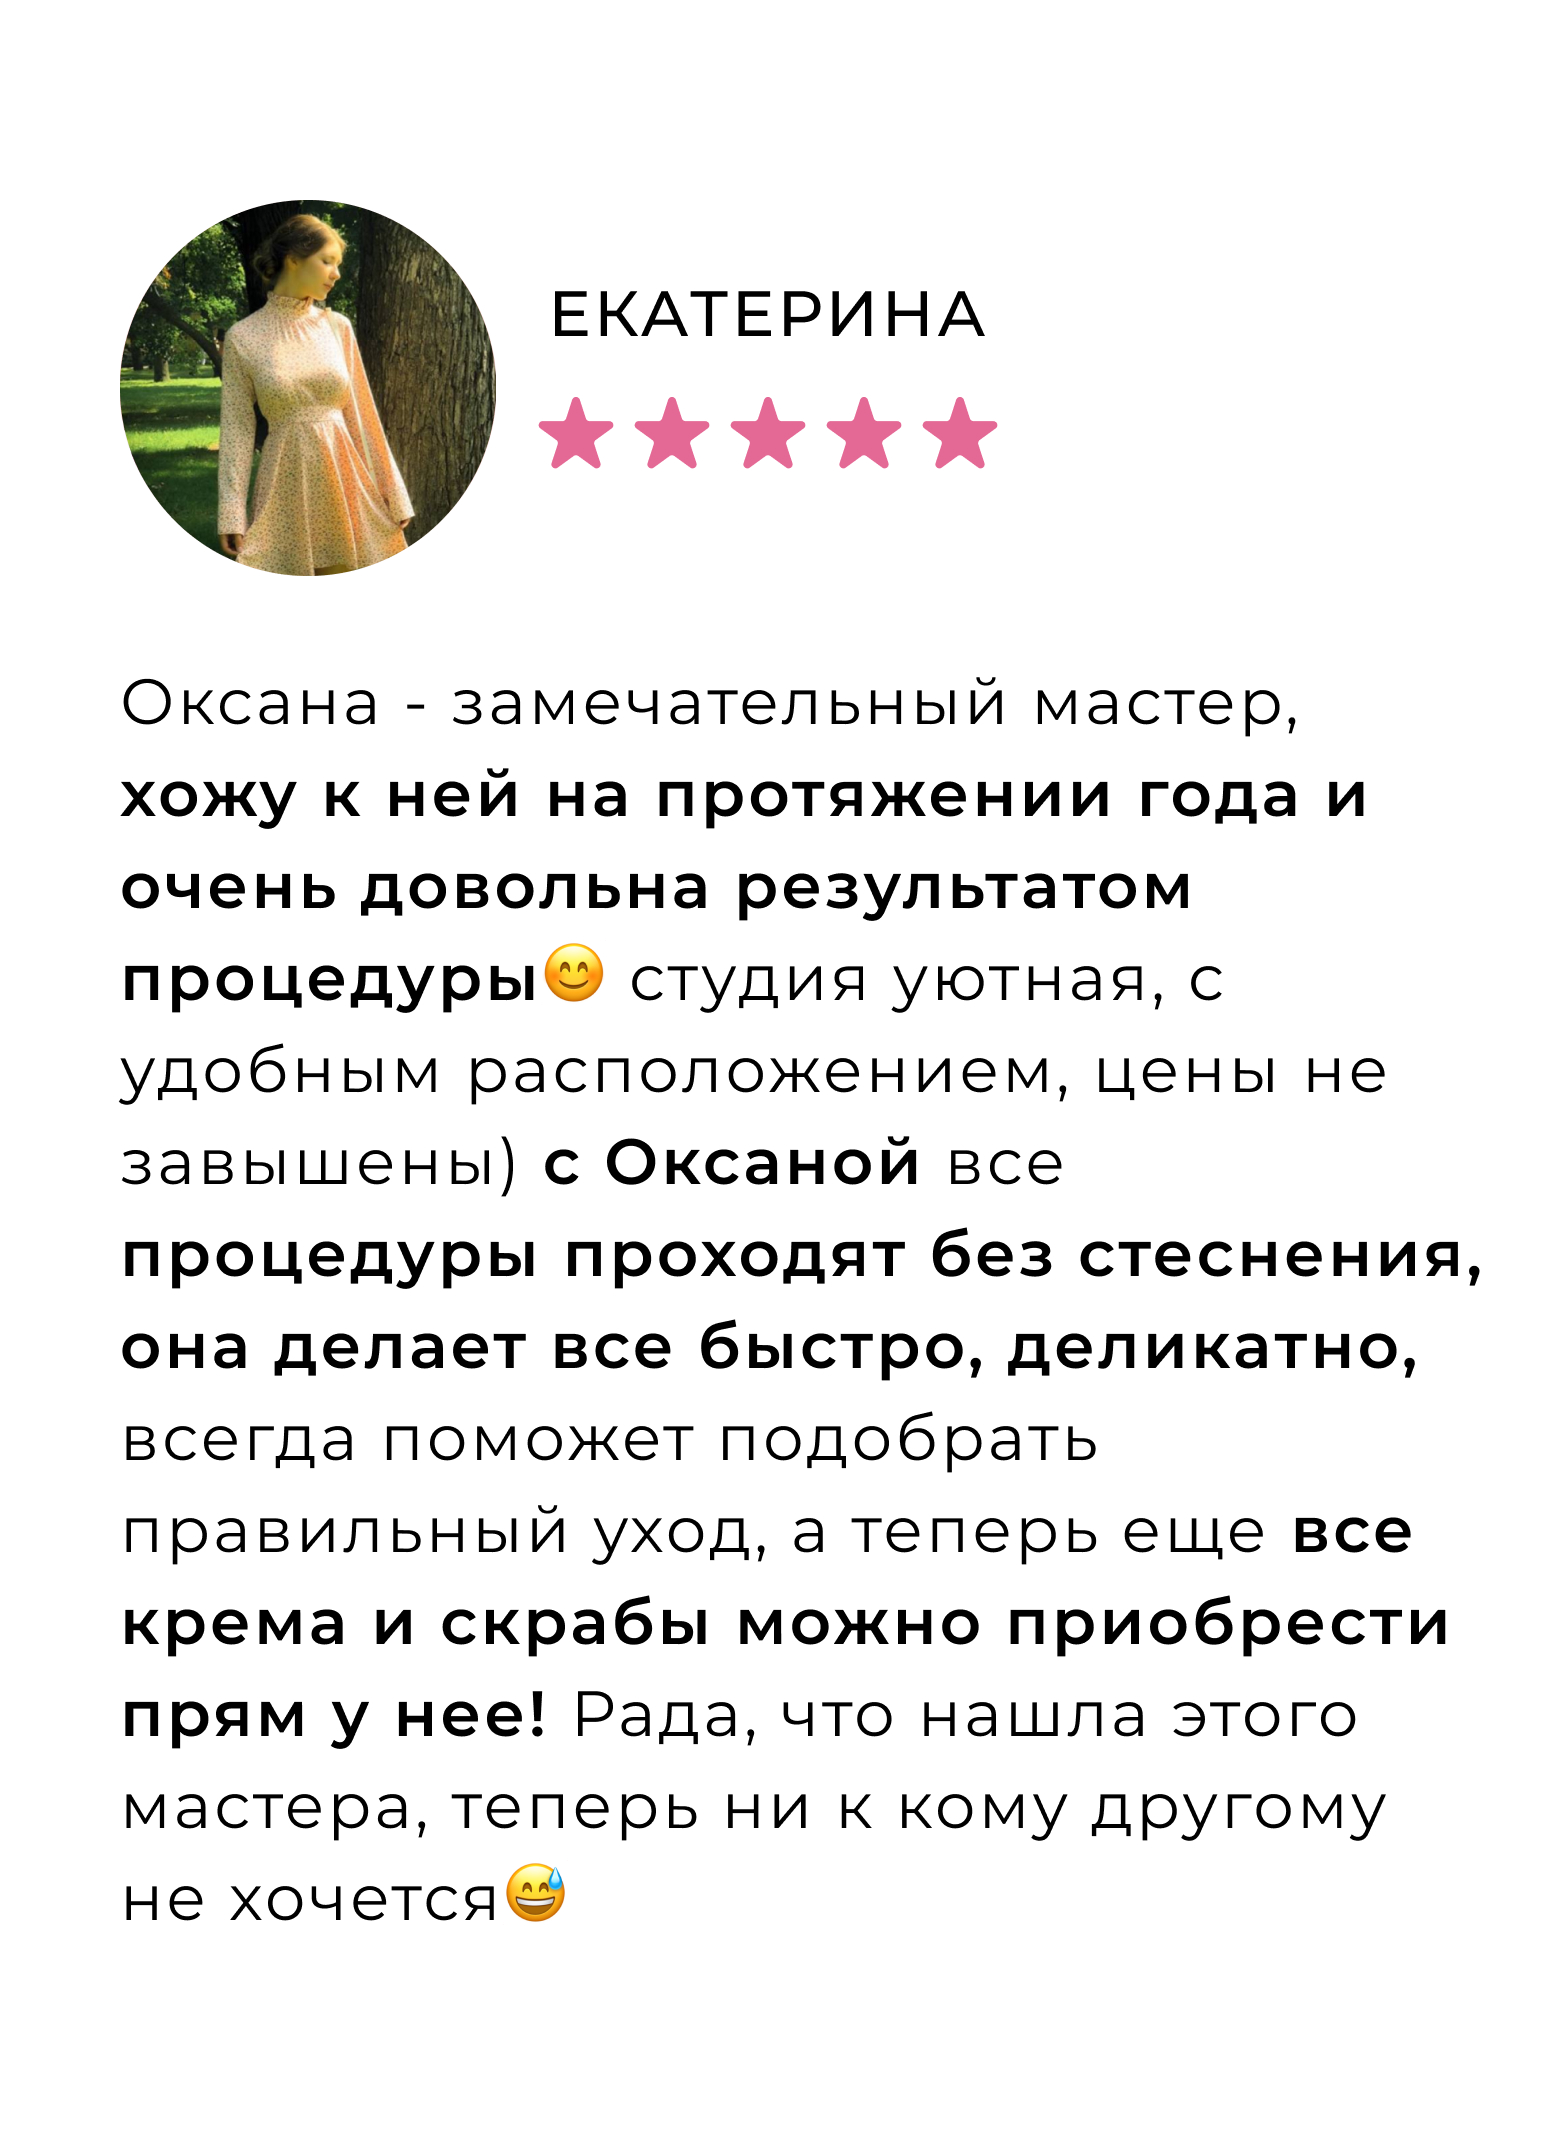 ЕКАТЕРИНА
Оксана - замечательный мастер,
хожу к ней на протяжении года и
очень довольна результатом
процедуры😊 студия уютная, с
удобным расположением, цены не
завышены) с Оксаной все
процедуры проходят без стеснения,
она делает все быстро, деликатно,
всегда поможет подобрать
правильный уход, а теперь еще все
крема и скрабы можно приобрести
прям у нее! Рада, что нашла этого
мастера, теперь ни к кому другому
не хочется😅